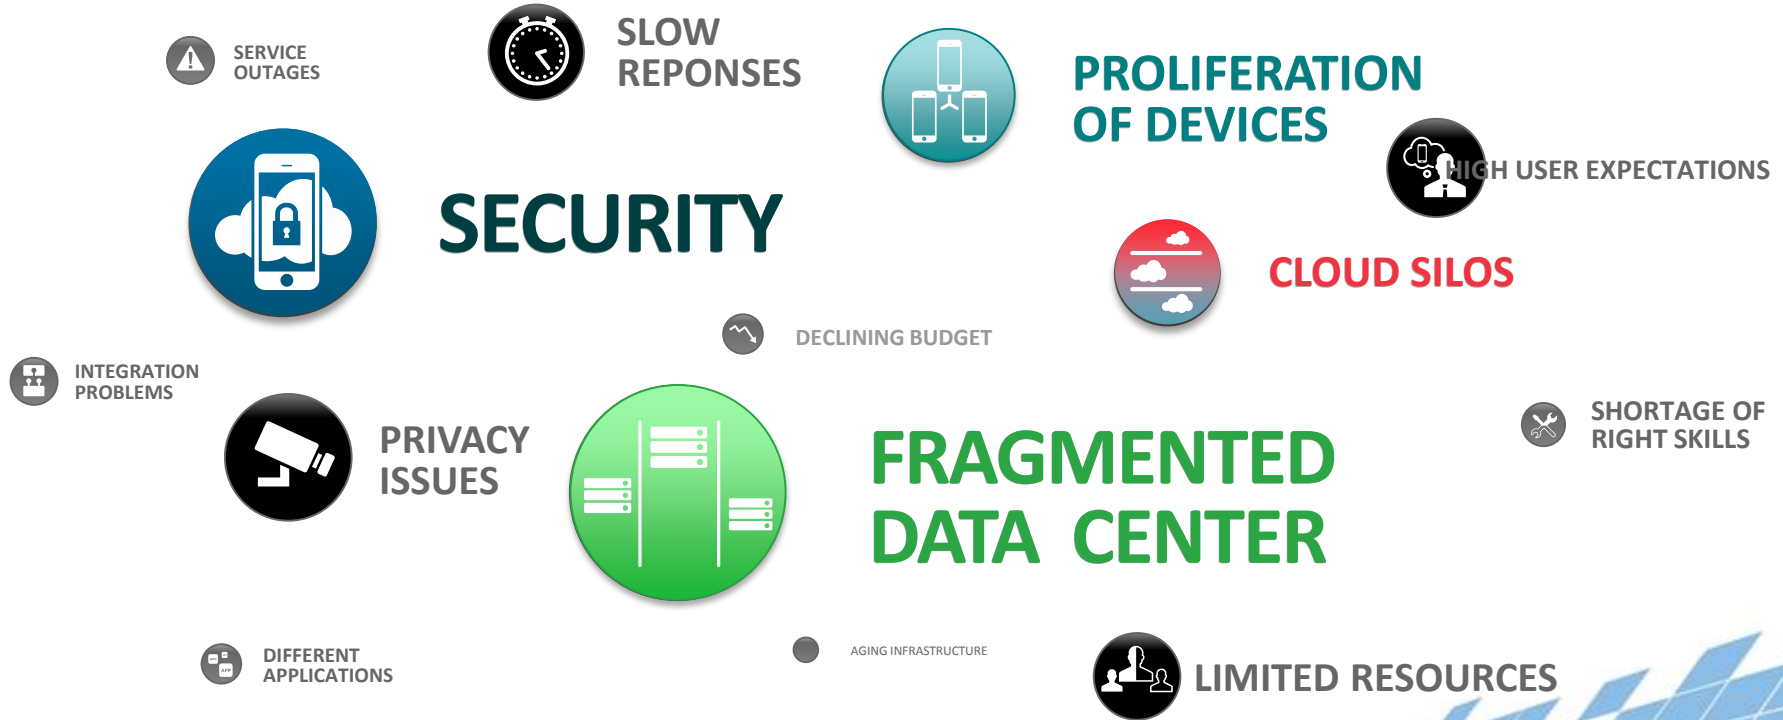 SERVICE
OUTAGES
SLOW
REPONSES
PROLIFERATION
OF DEVICES
HIGH USER EXPECTATIONS
SECURITY
CLOUD SILOS
DECLINING BUDGET
INTEGRATION
PROBLEMS
PRIVACY
ISSUES
FRAGMENTED
DATA CENTER
SHORTAGE OF
RIGHT SKILLS
DIFFERENT
APPLICATIONS
APP
AGING INFRASTRUCTURE
LIMITED RESOURCES